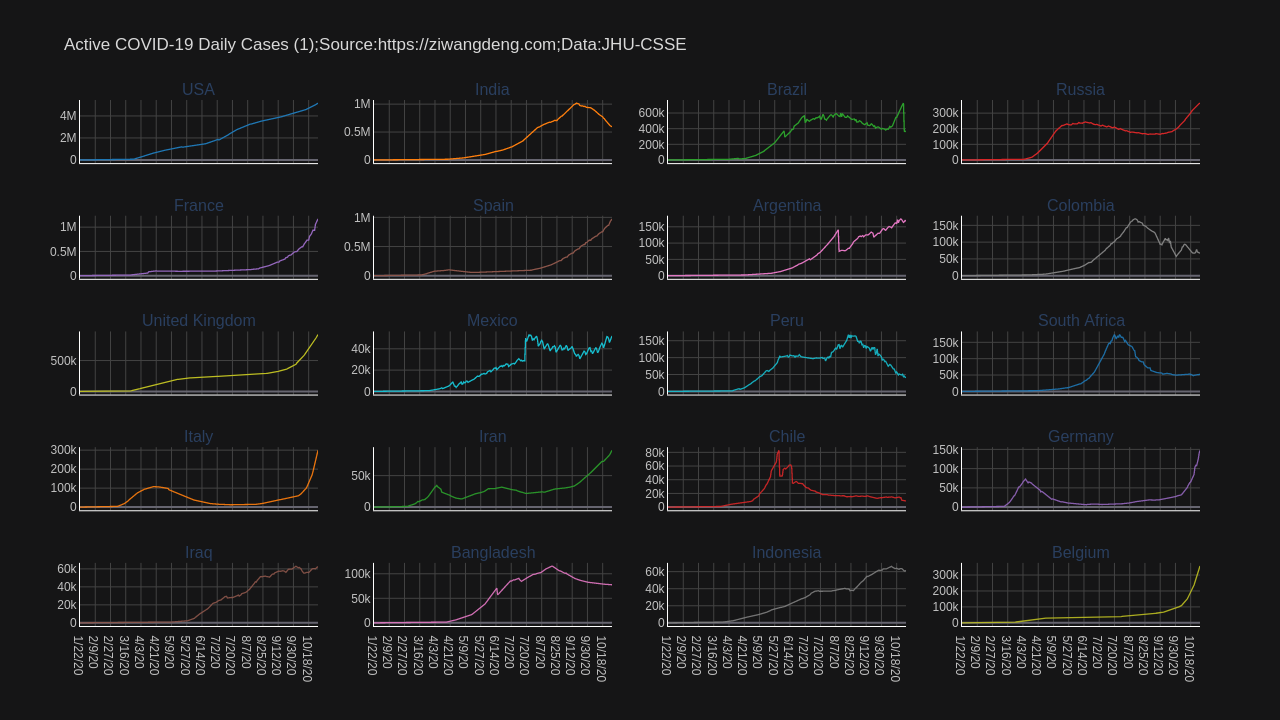 Active COVID-19 Daily Cases (1);Source:https://ziwangdeng.com;Data:JHU-CSSE
USA
India
Brazil
Russia
4M
2M
0
1M
0.5M
0
600k
400k
200k
0
300k
200k
100k
0
France
Spain
Argentina
Colombia
1M
0.5M
0
1M
0.5M
0
150k
100k
50k
0
150k
100k
50k
0
United Kingdom
Mexico
Peru
South Africa
500k
0
40k
20k
0
150k
100k
50k
0
150k
100k
50k
0
Italy
Iran
Chile
Germany
300k
200k
100k
0
50k
0
80k
60k
40k
20k
0
150k
100k
50k
0
Iraq
Bangladesh
Indonesia
Belgium
60k
40k
20k
0
100k
50k
0
60k
40k
20k
0
300k
200k
100k
0
1/22/20
2/9/20
2/27/20
3/16/20
4/3/20
4/21/20
5/9/20
5/27/20
6/14/20
7/2/20
7/20/20
8/7/20
8/25/20
9/12/20
9/30/20
10/18/20
1/22/20
2/9/20
2/27/20
3/16/20
4/3/20
4/21/20
5/9/20
5/27/20
6/14/20
7/2/20
7/20/20
8/7/20
8/25/20
9/12/20
9/30/20
10/18/20
1/22/20
2/9/20
2/27/20
3/16/20
4/3/20
4/21/20
5/9/20
5/27/20
6/14/20
7/2/20
7/20/20
8/7/20
8/25/20
9/12/20
9/30/20
10/18/20
1/22/20
2/9/20
2/27/20
3/16/20
4/3/20
4/21/20
5/9/20
5/27/20
6/14/20
7/2/20
7/20/20
8/7/20
8/25/20
9/12/20
9/30/20
10/18/20